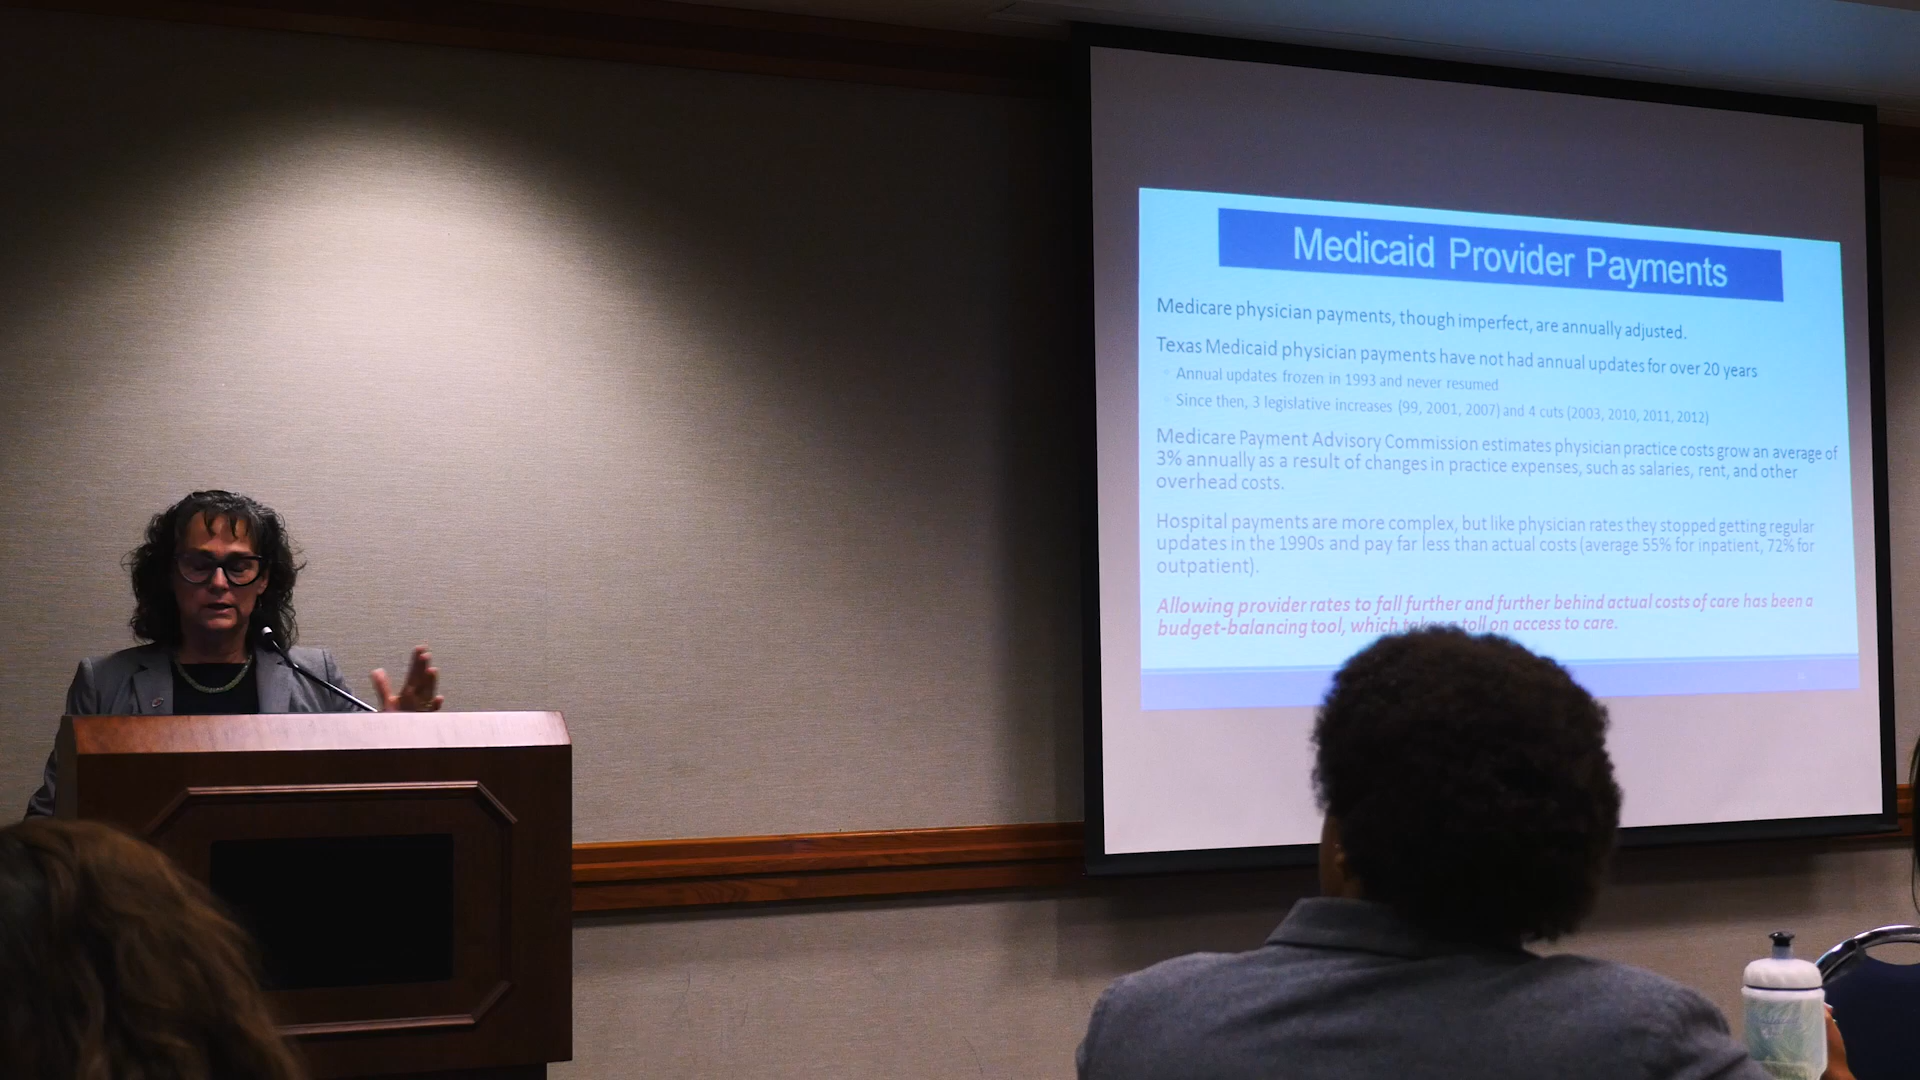 Medicaid Provider Payments
Medicare physician payments, though imperfect, are annually adjusted.
Texas Medicaid physician payments have not had annual updates for over 20 years
Annual updates frozen in 1993 and never resumed
Since then, 3 legislative increases (99, 2001, 2007) and 4 cuts (2003, 2010, 2011, 2012)
Medicare Payment Advisory Commission estimates physician practice costs grow an average of
3% annually as a result of changes in practice expenses, such as salaries, rent, and other
overhead costs.
Hospital payments are more complex, but like physician rates they stopped getting regular
updates in the 1990s and pay far less than actual costs (average 55% for inpatient, 72% for
outpatient).
Allowing provider rates to fall further and further behind actual costs of care has been a
budget-balancing tool, which takes a toll on access to care.